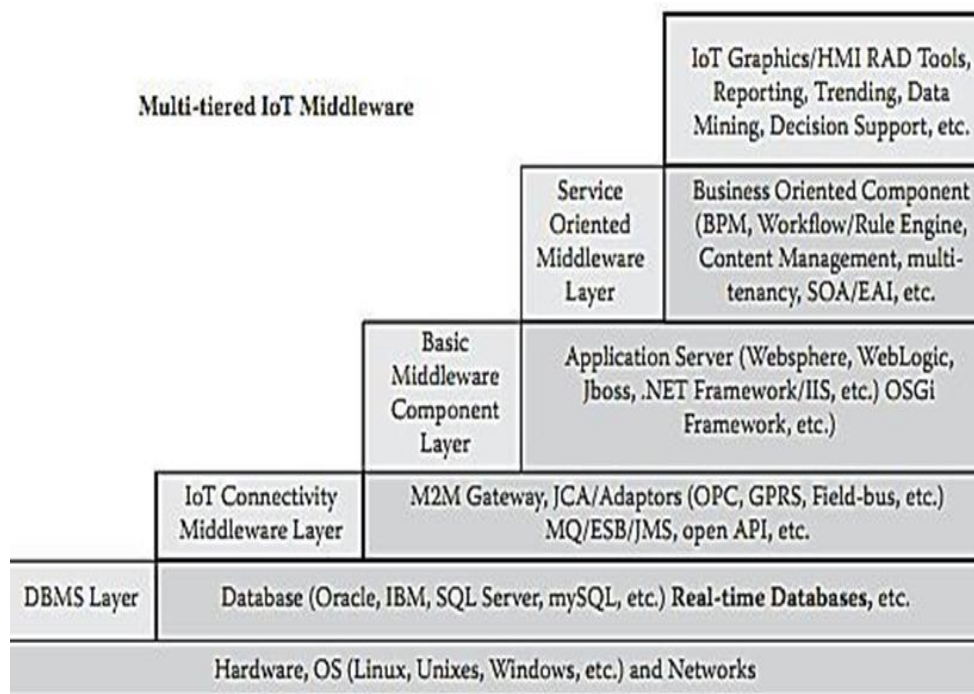 Multi-tiered IoT Middleware
IoT Graphics/HMI RAD Tools,
Reporting, Trending, Data
Mining, Decision Support, etc.
Service
Oriented
Middleware
Layer
Business Oriented Component
(BPM, Workflow/Rule Engine,
Content Management, multi-
tenancy, SOA/EAI, etc.
Basic
Middleware
Component
Layer
Application Server (Websphere, WebLogic,
Jboss, .NET Framework/IIS, etc.) OSGi
Framework, etc.)
IoT Connectivity
Middleware Layer
M2M Gateway, JCA/Adaptors (OPC, GPRS, Field-bus, etc.)
MQ/ESB/JMS, open API, etc.
DBMS Layer
Database (Oracle, IBM, SQL Server, mySQL, etc.) Real-time Databases, etc.
Hardware, OS (Linux, Unixes, Windows, etc.) and Networks